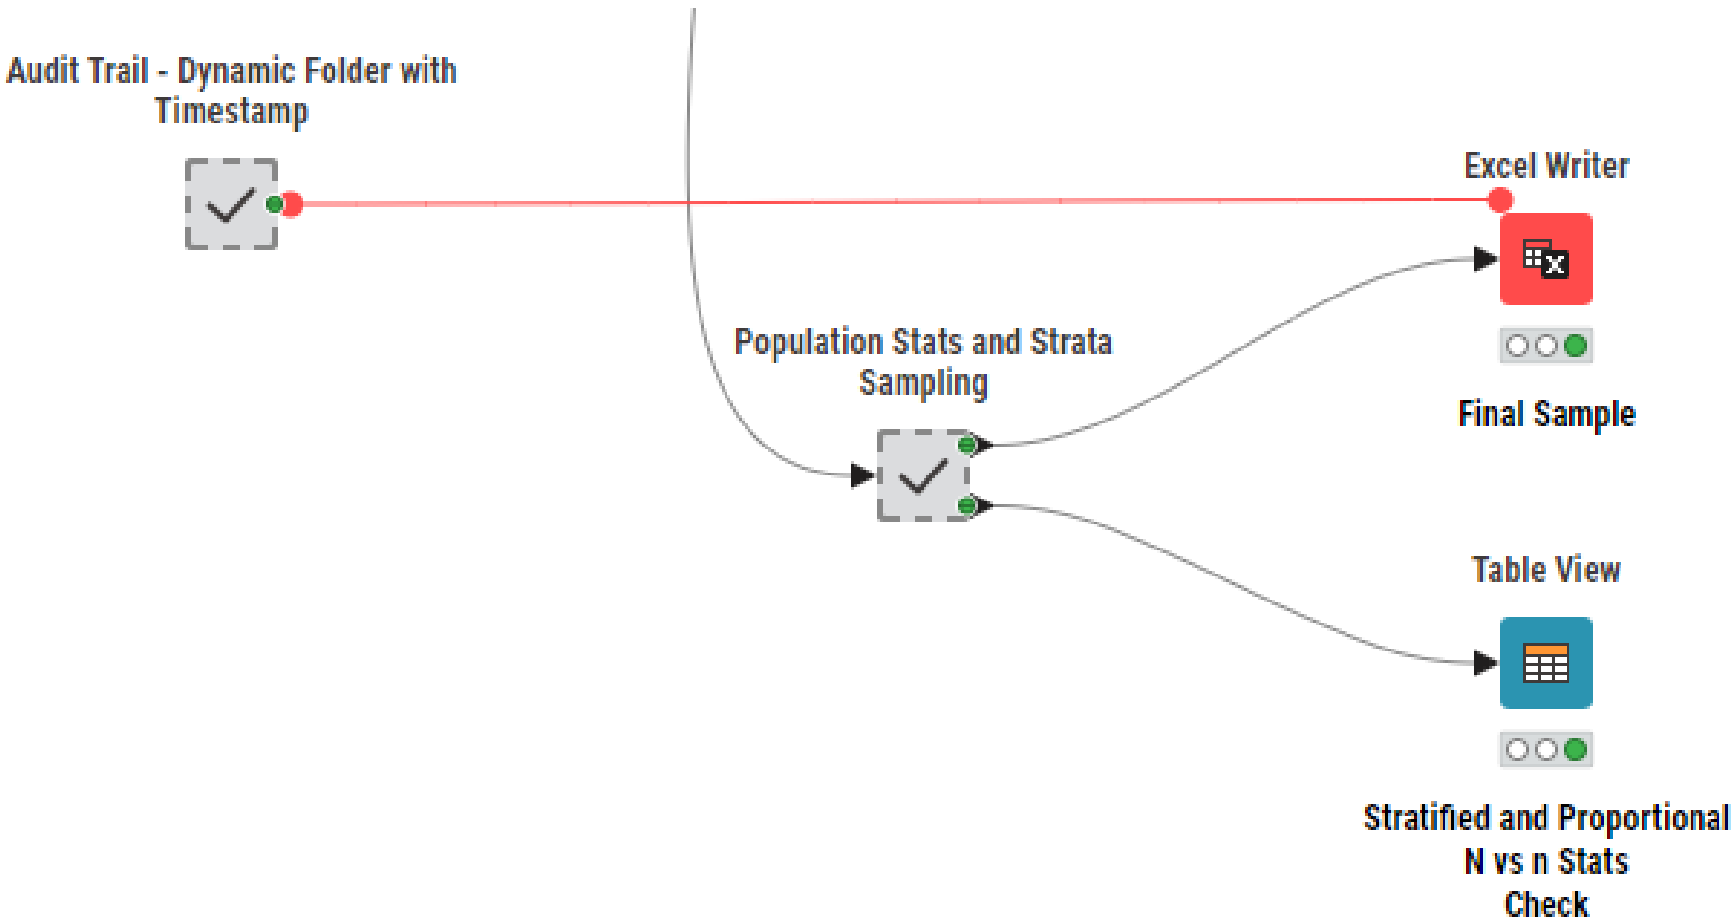 Audit Trail - Dynamic Folder with
Timestamp
Excel Writer
Population Stats and Strata
Sampling
Final Sample
Table View
Stratified and Proportional
N vs n Stats
Check